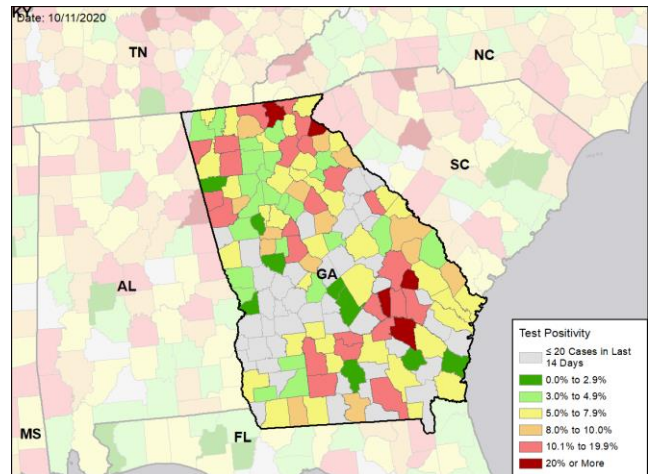 KY
Date: 10/11/2020
TN
NC
SC
AL
GA
MS
FL
Test Positivity
≤ 20 Cases in Last
14 Days
0.0% to 2.9%
3.0% to 4.9%
5.0% to 7.9%
8.0% to 10.0%
10.1% to 19.9%
20% or More